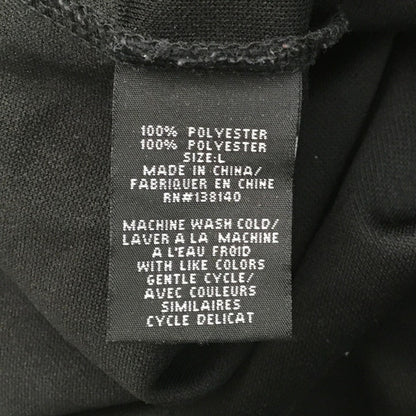 100% POLYESTER
100% POLYESTER
SIZE:L
MADE IN CHINA/
FABRIQUER EN CHINE
RN#138140
MACHINE WASH COLD/
LAVER A LA MACHINE
A L'EAU FROID
WITH LIKE COLORS
GENTLE CYCLE/
AVEC COULEURS
SIMILAIRES
CYCLE DELICAT